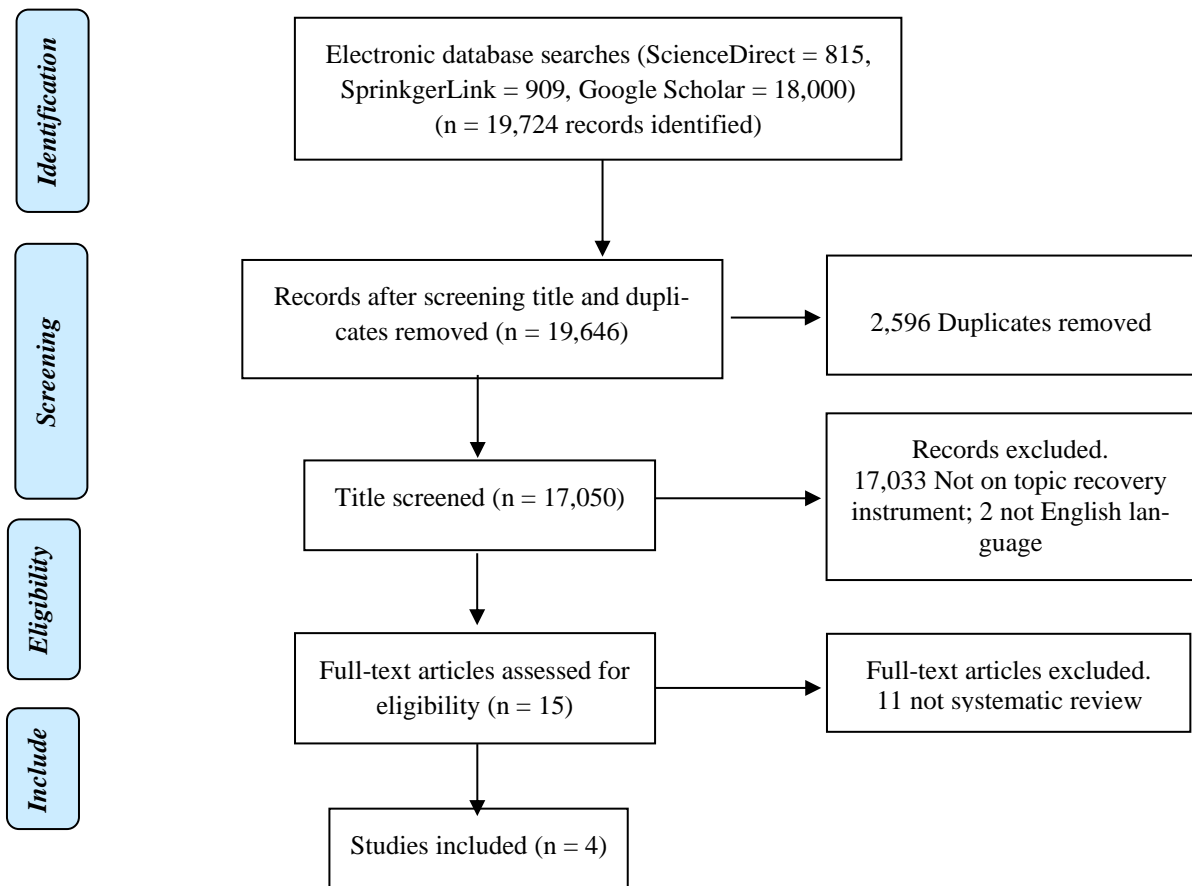 Identification
Electronic database searches (ScienceDirect = 815,
SprinkgerLink = 909, Google Scholar = 18,000)
(n = 19,724 records identified)
Screening
Records after screening title and dupli-
cates removed (n = 19,646)
2,596 Duplicates removed
Title screened (n = 17,050)
Records excluded.
17,033 Not on topic recovery
instrument; 2 not English lan-
guage
Eligibility
Full-text articles assessed for
eligibility (n = 15)
Full-text articles excluded.
11 not systematic review
Include
Studies included (n = 4)